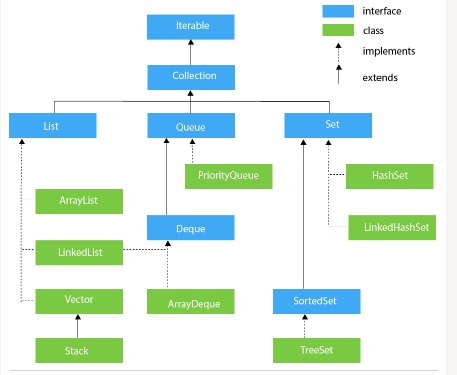 Iterable
interface
class
implements
extends
Collection
List
Queue
Set
PriorityQueue
HashSet
ArrayList
Deque
LinkedHashSet
LinkedList
Vector
ArrayDeque
SortedSet
Stack
TreeSet